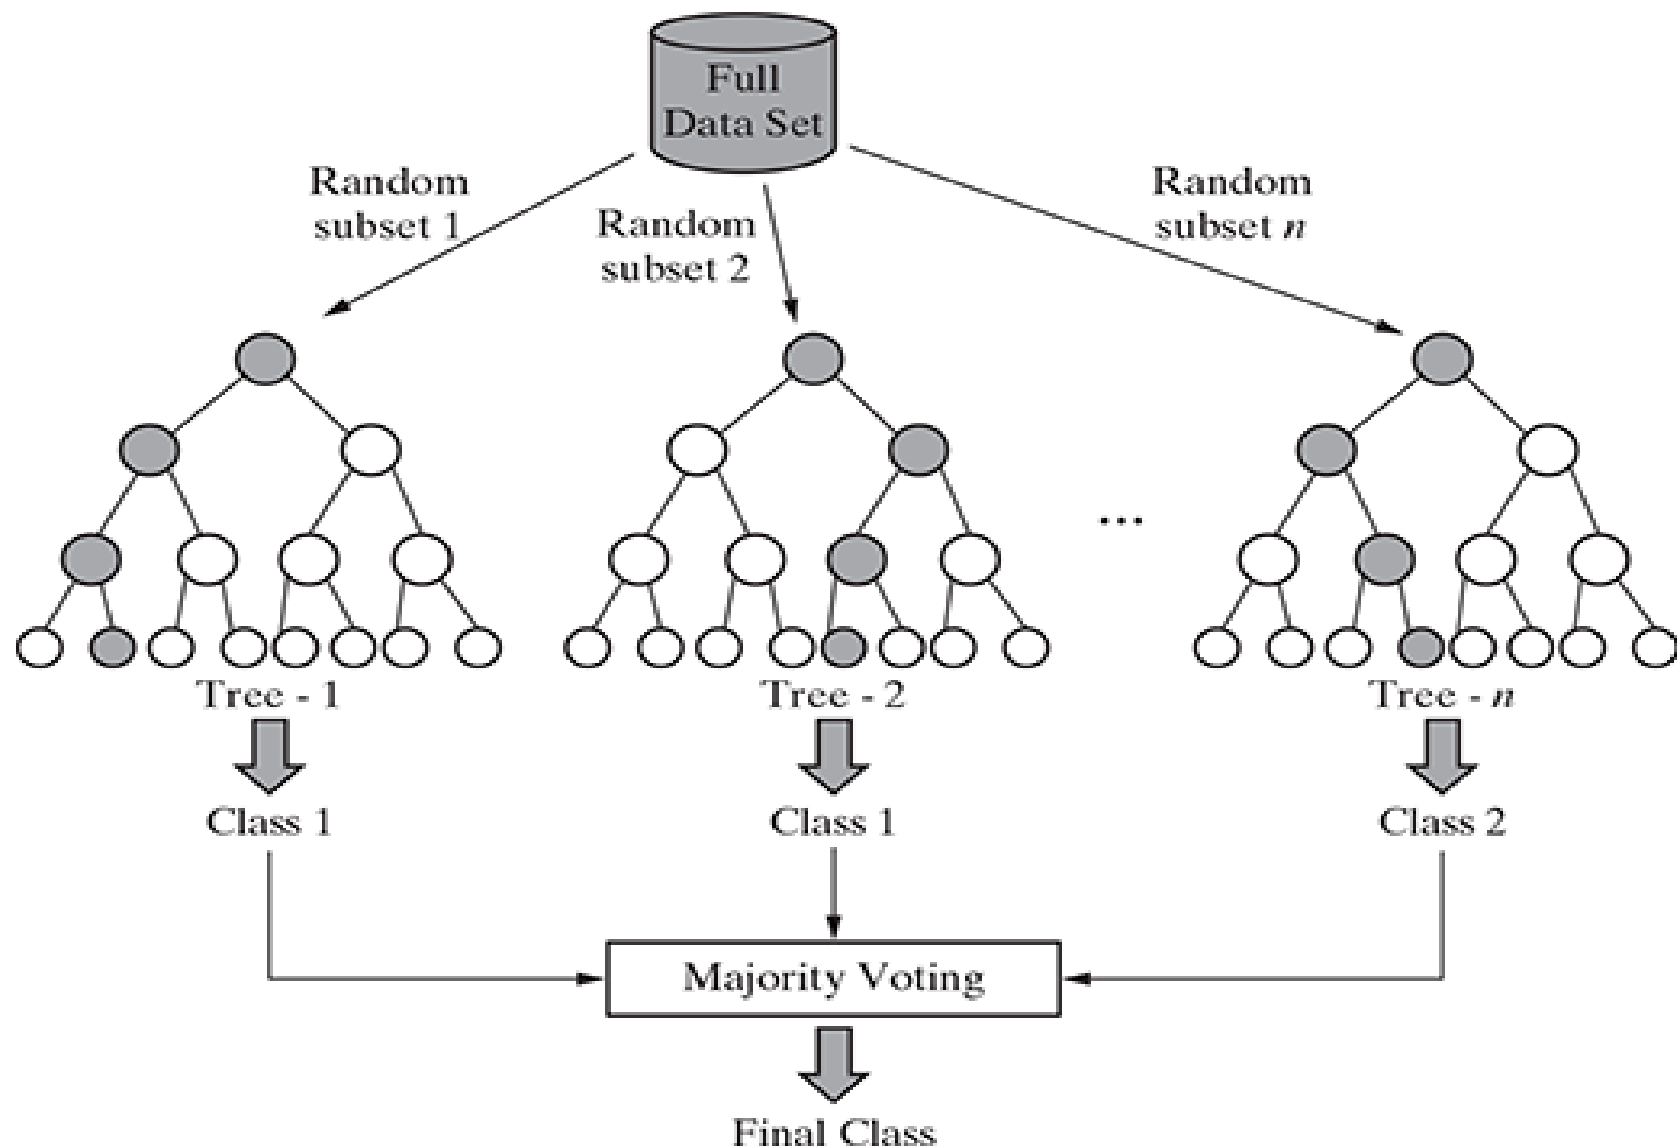 Full
Data Set
Random
subset 1
Random
subset 2
Random
subset n
...
Tree - 1
Tree - 2
Tree - n
Class 1
Class 1
Class 2
Majority Voting
Final Class